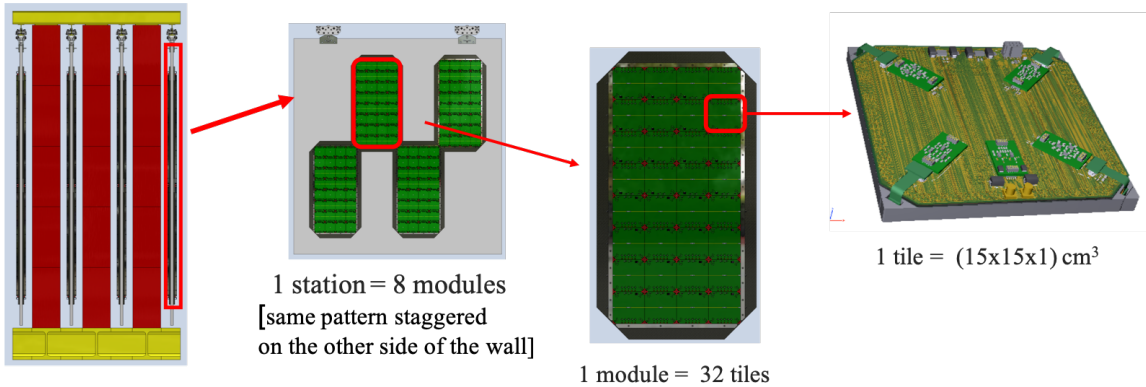 1 station = 8 modules
[same pattern staggered
on the other side of the wall]
1 module = 32 tiles
1 tile = (15x15x1) cm³